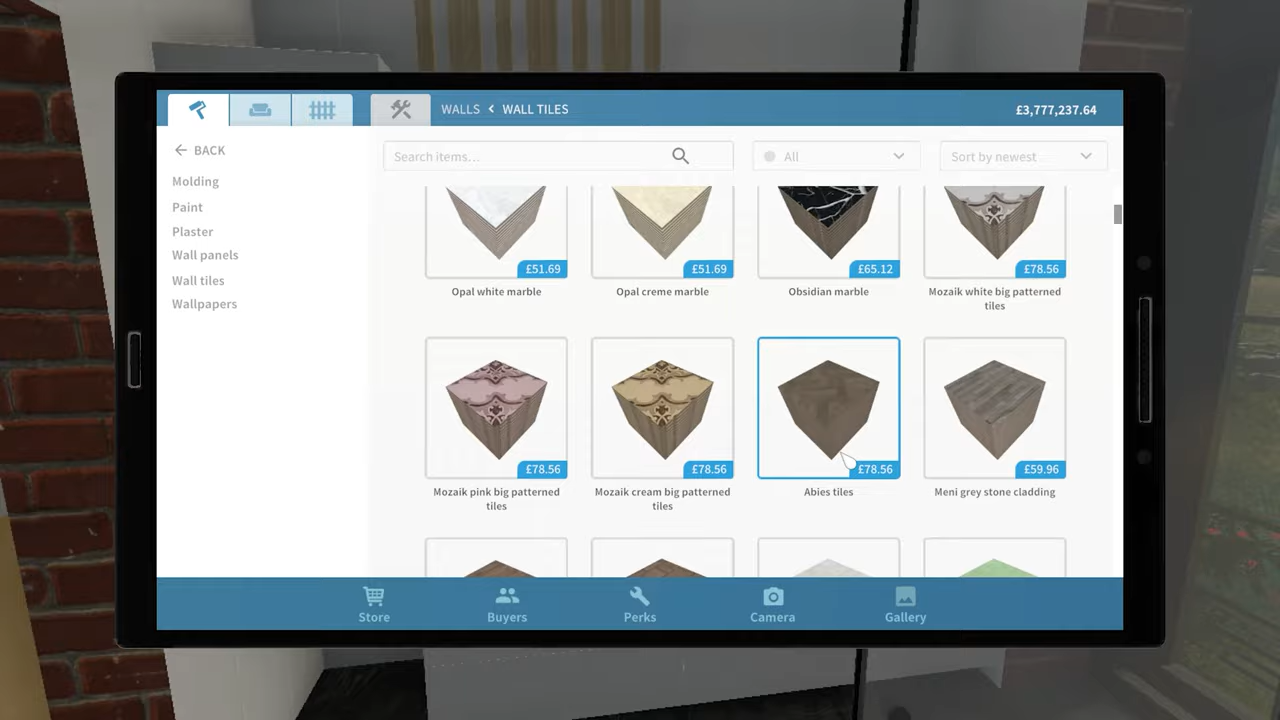 WALLS < WALL TILES
£3,777,237.64
BACK
Search items...
All
Sort by newest
Molding
Paint
Plaster
Wall panels
Wall tiles
Wallpapers
£51.69
£51.69
£65.12
£78.56
Opal white marble
Opal creme marble
Obsidian marble
Mozaik white big patterned
tiles
£78.56
£78.56
£78.56
£59.96
Mozaik pink big patterned
tiles
Mozaik cream big patterned
tiles
Abies tiles
Meni grey stone cladding
Store
Buyers
Perks
Camera
Gallery